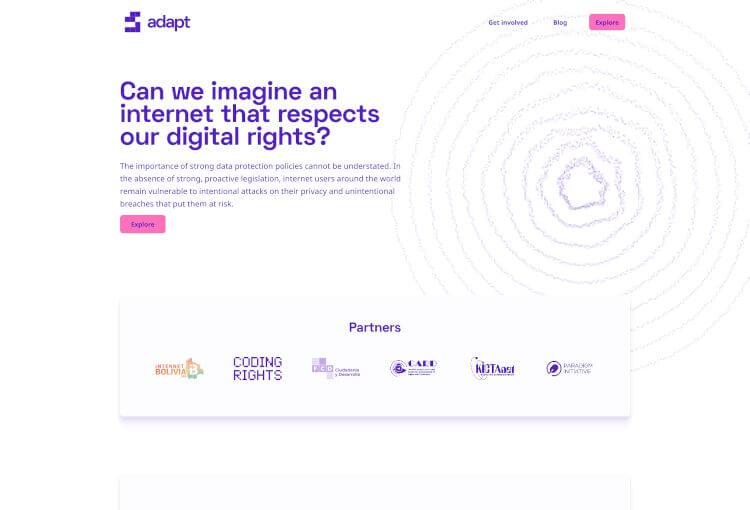 adapt
Get involved
Blog
Explore
Can we imagine an
internet that respects
our digital rights?
The importance of strong data protection policies cannot be understated. In
the absence of strong, proactive legislation, internet users around the world
remain vulnerable to intentional attacks on their privacy and unintentional
breaches that put them at risk.
Explore
Partners
INTERNET
BOLIVIA
CODING
RIGHTS
PCD
Ciudadanía
y Desarrollo
KICTANet
PARADIGM
INITIATIVE